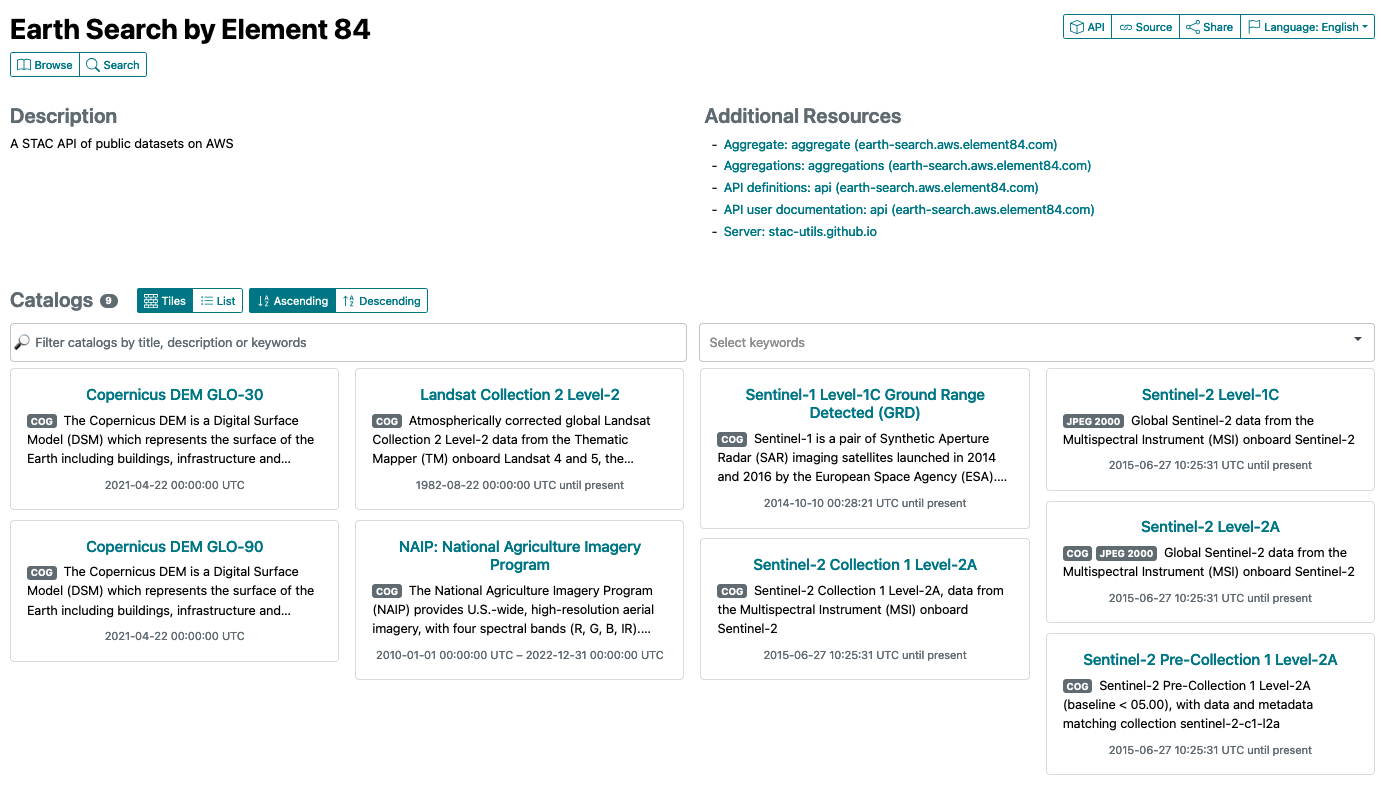 Earth Search by Element 84
API
Source
Share
Language: English
Browse
Search
Description
A STAC API of public datasets on AWS
Additional Resources
- Aggregate: aggregate (earth-search.aws.element84.com)
- Aggregations: aggregations (earth-search.aws.element84.com)
- API definitions: api (earth-search.aws.element84.com)
- API user documentation: api (earth-search.aws.element84.com)
- Server: stac-utils.github.io
Catalogs 9
Tiles
List
Ascending
Descending
Filter catalogs by title, description or keywords
Select keywords
Copernicus DEM GLO-30
COG The Copernicus DEM is a Digital Surface
Model (DSM) which represents the surface of the
Earth including buildings, infrastructure and...
2021-04-22 00:00:00 UTC
Copernicus DEM GLO-90
COG The Copernicus DEM is a Digital Surface
Model (DSM) which represents the surface of the
Earth including buildings, infrastructure and...
2021-04-22 00:00:00 UTC
Landsat Collection 2 Level-2
COG Atmospherically corrected global Landsat
Collection 2 Level-2 data from the Thematic
Mapper (TM) onboard Landsat 4 and 5, the...
1982-08-22 00:00:00 UTC until present
NAIP: National Agriculture Imagery
Program
COG The National Agriculture Imagery Program
(NAIP) provides U.S.-wide, high-resolution aerial
imagery, with four spectral bands (R, G, B, IR)....
2010-01-01 00:00:00 UTC – 2022-12-31 00:00:00 UTC
Sentinel-1 Level-1C Ground Range
Detected (GRD)
COG Sentinel-1 is a pair of Synthetic Aperture
Radar (SAR) imaging satellites launched in 2014
and 2016 by the European Space Agency (ESA)....
2014-10-10 00:28:21 UTC until present
Sentinel-2 Collection 1 Level-2A
COG Sentinel-2 Collection 1 Level-2A, data from
the Multispectral Instrument (MSI) onboard
Sentinel-2
2015-06-27 10:25:31 UTC until present
Sentinel-2 Level-1C
JPEG 2000 Global Sentinel-2 data from the
Multispectral Instrument (MSI) onboard Sentinel-2
2015-06-27 10:25:31 UTC until present
Sentinel-2 Level-2A
COG JPEG 2000 Global Sentinel-2 data from the
Multispectral Instrument (MSI) onboard Sentinel-2
2015-06-27 10:25:31 UTC until present
Sentinel-2 Pre-Collection 1 Level-2A
COG Sentinel-2 Pre-Collection 1 Level-2A
(baseline < 05.00), with data and metadata
matching collection sentinel-2-c1-l2a
2015-06-27 10:25:31 UTC until present